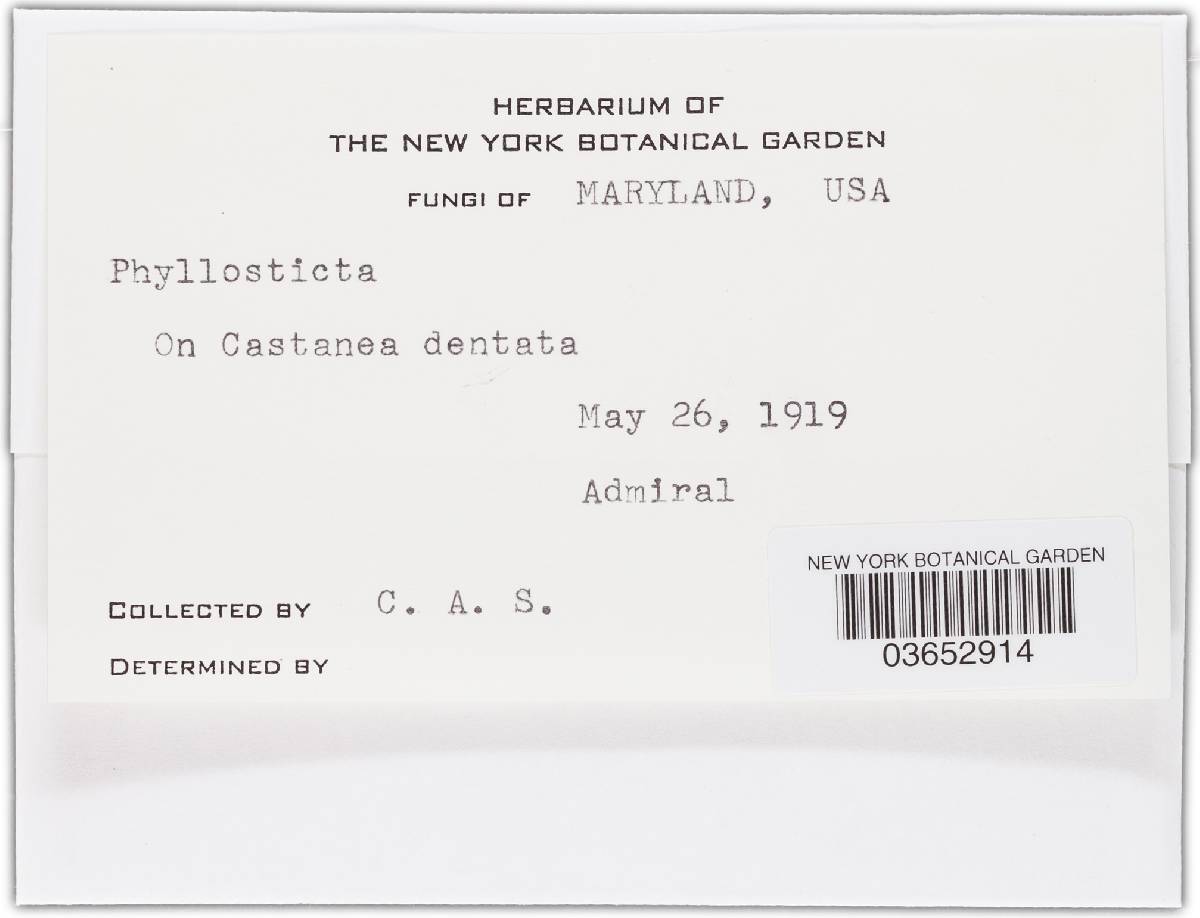 HERBARIUM OF
THE NEW YORK BOTANICAL GARDEN
FUNGI OF MARYLAND, USA
Phyllosticta
On Castanea dentata
May 26, 1919
Admiral
COLLECTED BY C. A. S.
DETERMINED BY
NEW YORK BOTANICAL GARDEN
03652914